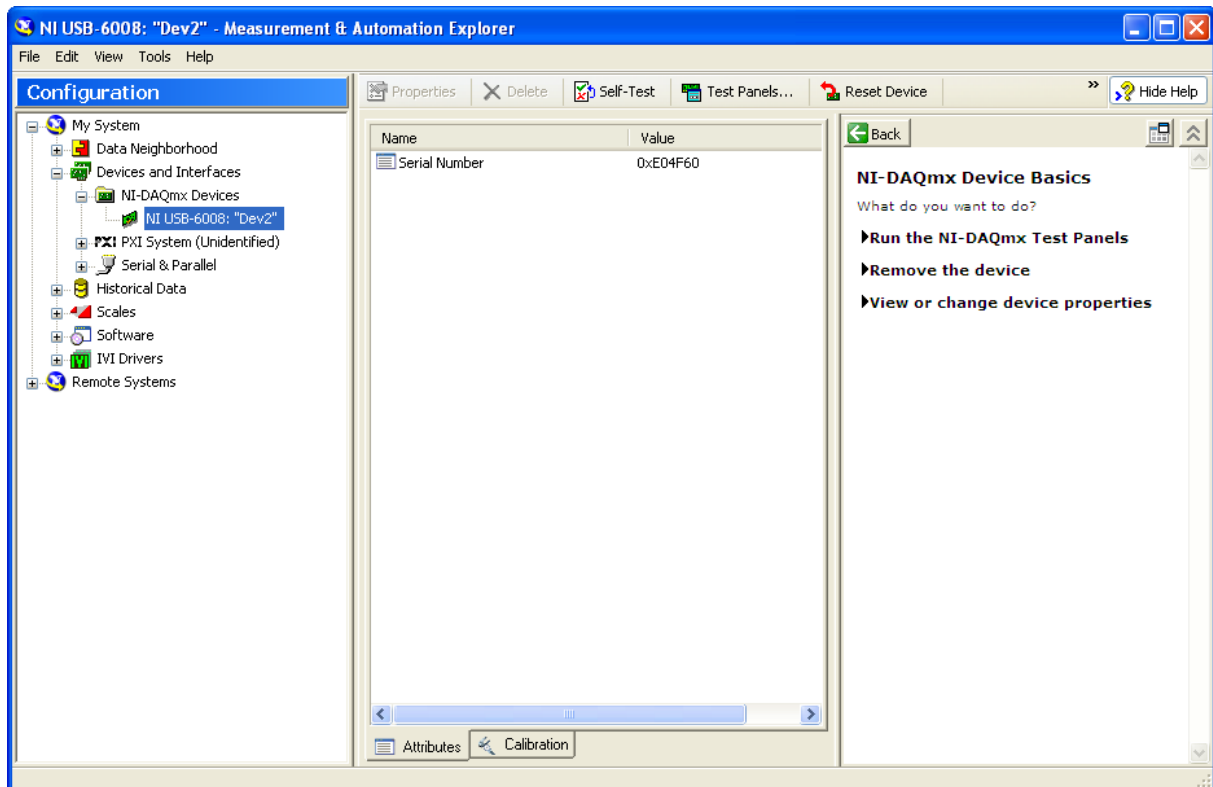 NI USB-6008: "Dev2" - Measurement & Automation Explorer
File Edit View Tools Help
Configuration
My System
Data Neighborhood
Devices and Interfaces
NI-DAQmx Devices
NI USB-6008: "Dev2"
PXI PXI System (Unidentified)
Serial & Parallel
Historical Data
Scales
Software
IVI Drivers
Remote Systems
Properties Delete Self-Test Test Panels... Reset Device » Hide Help
Name Value
Serial Number 0xE04F60
Attributes Calibration
Back
NI-DAQmx Device Basics
What do you want to do?
Run the NI-DAQmx Test Panels
Remove the device
View or change device properties